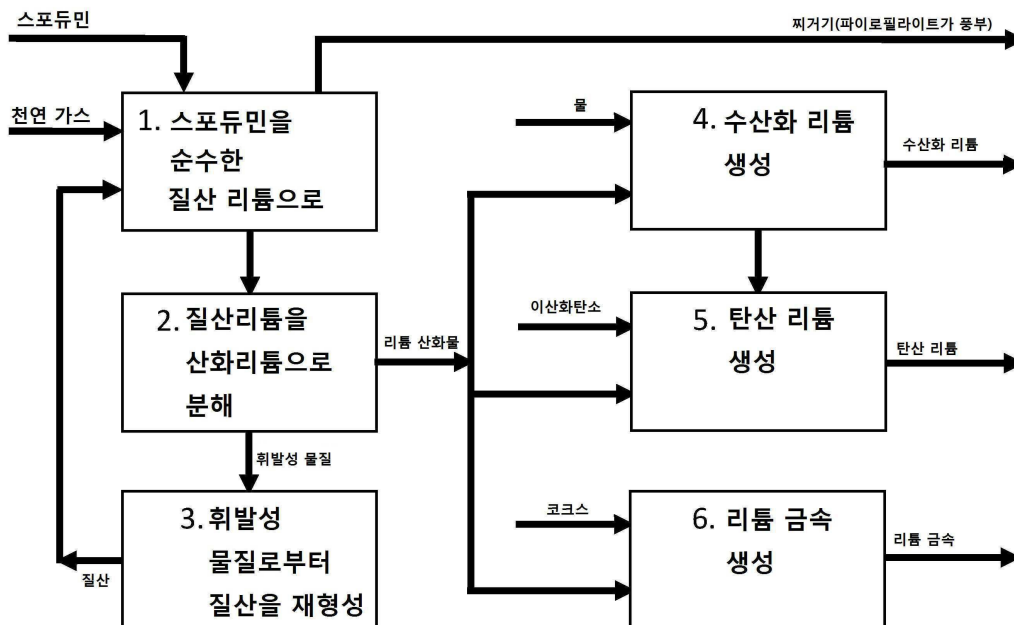 스포듀민
찌거기(파이로필라이트가 풍부)
천연 가스
1. 스포듀민을
순수한
질산 리튬으로
물
4. 수산화 리튬
생성
수산화 리튬
2. 질산리튬을
산화리튬으로
분해
리튬 산화물
이산화탄소
5. 탄산 리튬
생성
탄산 리튬
휘발성 물질
3. 휘발성
물질로부터
질산을 재형성
질산
코크스
6. 리튬 금속
생성
리튬 금속